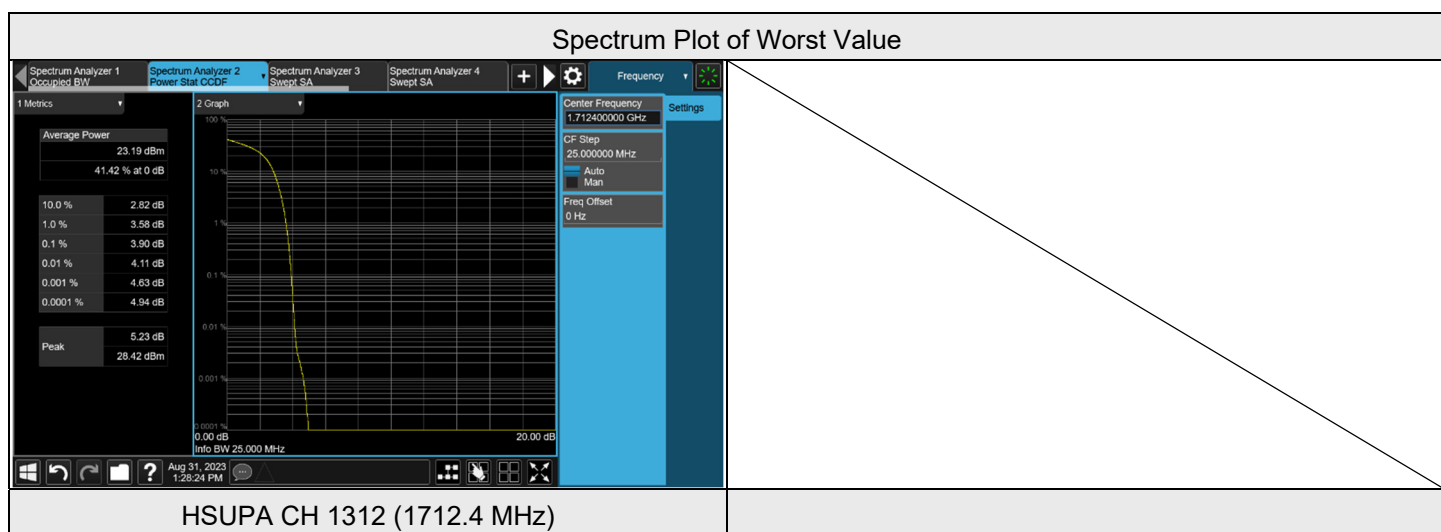 Spectrum Plot of Worst Value
Spectrum Analyzer 1
Occupied BW
Spectrum Analyzer 2
Power Stat CCDF
Spectrum Analyzer 3
Swept SA
Spectrum Analyzer 4
Swept SA
+
Frequency
1 Metrics
Average Power
23.19 dBm
41.42 % at 0 dB
10.0 % 2.82 dB
1.0 % 3.58 dB
0.1 % 3.90 dB
0.01 % 4.11 dB
0.001 % 4.63 dB
0.0001 % 4.94 dB
Peak
5.23 dB
28.42 dBm
2 Graph
100 %
10 %
1 %
0.1 %
0.01 %
0.001 %
0.0001 %
0.00 dB 20.00 dB
Info BW 25.000 MHz
Center Frequency
1.712400000 GHz
CF Step
25.000000 MHz
Auto
Man
Freq Offset
0 Hz
Settings
?
Aug 31, 2023
1:28:24 PM
HSUPA CH 1312 (1712.4 MHz)